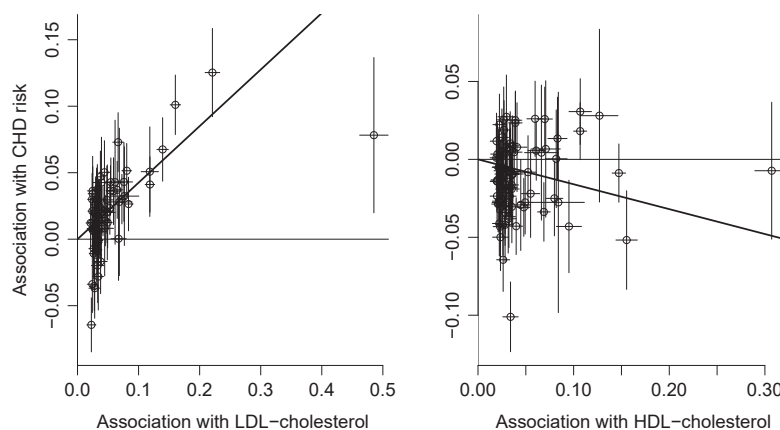 0.15
0.10
0.05
0.00
−0.05
Association with CHD risk
0.0 0.1 0.2 0.3 0.4 0.5
Association with LDL−cholesterol
0.05
0.00
−0.05
−0.10
0.00 0.10 0.20 0.30
Association with HDL−cholesterol